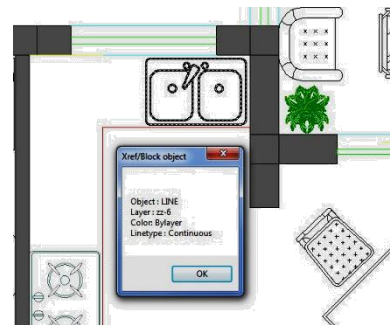 Xref/Block object
Object : LINE
Layer : zz-6
Color: Bylayer
Linetype : Continuous
OK